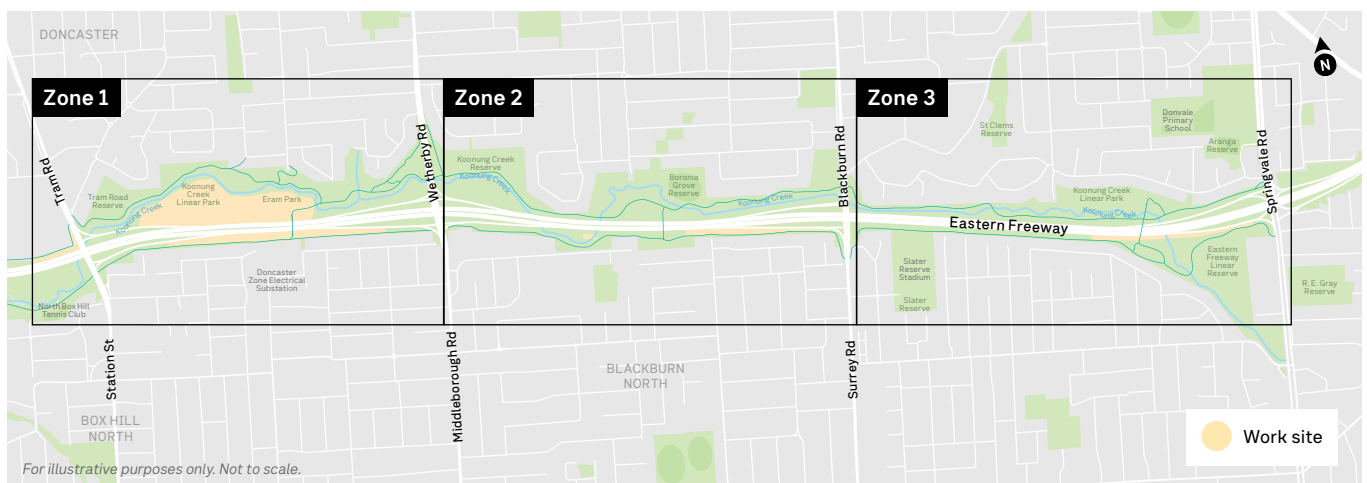 DONCASTER
N
Zone 1
Zone 2
Zone 3
Tram Rd
Wetherby Rd
Blackburn Rd
Springvale Rd
St Clems
Reserve
Donvale
Primary
School
Aranga
Reserve
Koonung Creek
Reserve
Koonung Creek
Boronia
Grove
Reserve
Koonung Creek
Tram Road
Reserve
Koonung
Creek
Linear Park
Eram Park
Koonung Creek
Koonung Creek
Linear Park
Koonung Creek
Eastern Freeway
Doncaster
Zone Electrical
Substation
Slater
Reserve
Stadium
Slater
Reserve
Eastern
Freeway
Linear
Reserve
R.E. Gray
Reserve
North Box Hill
Tennis Club
Station St
Middleborough Rd
Surrey Rd
BLACKBURN
NORTH
BOX HILL
NORTH
Work site
For illustrative purposes only. Not to scale.